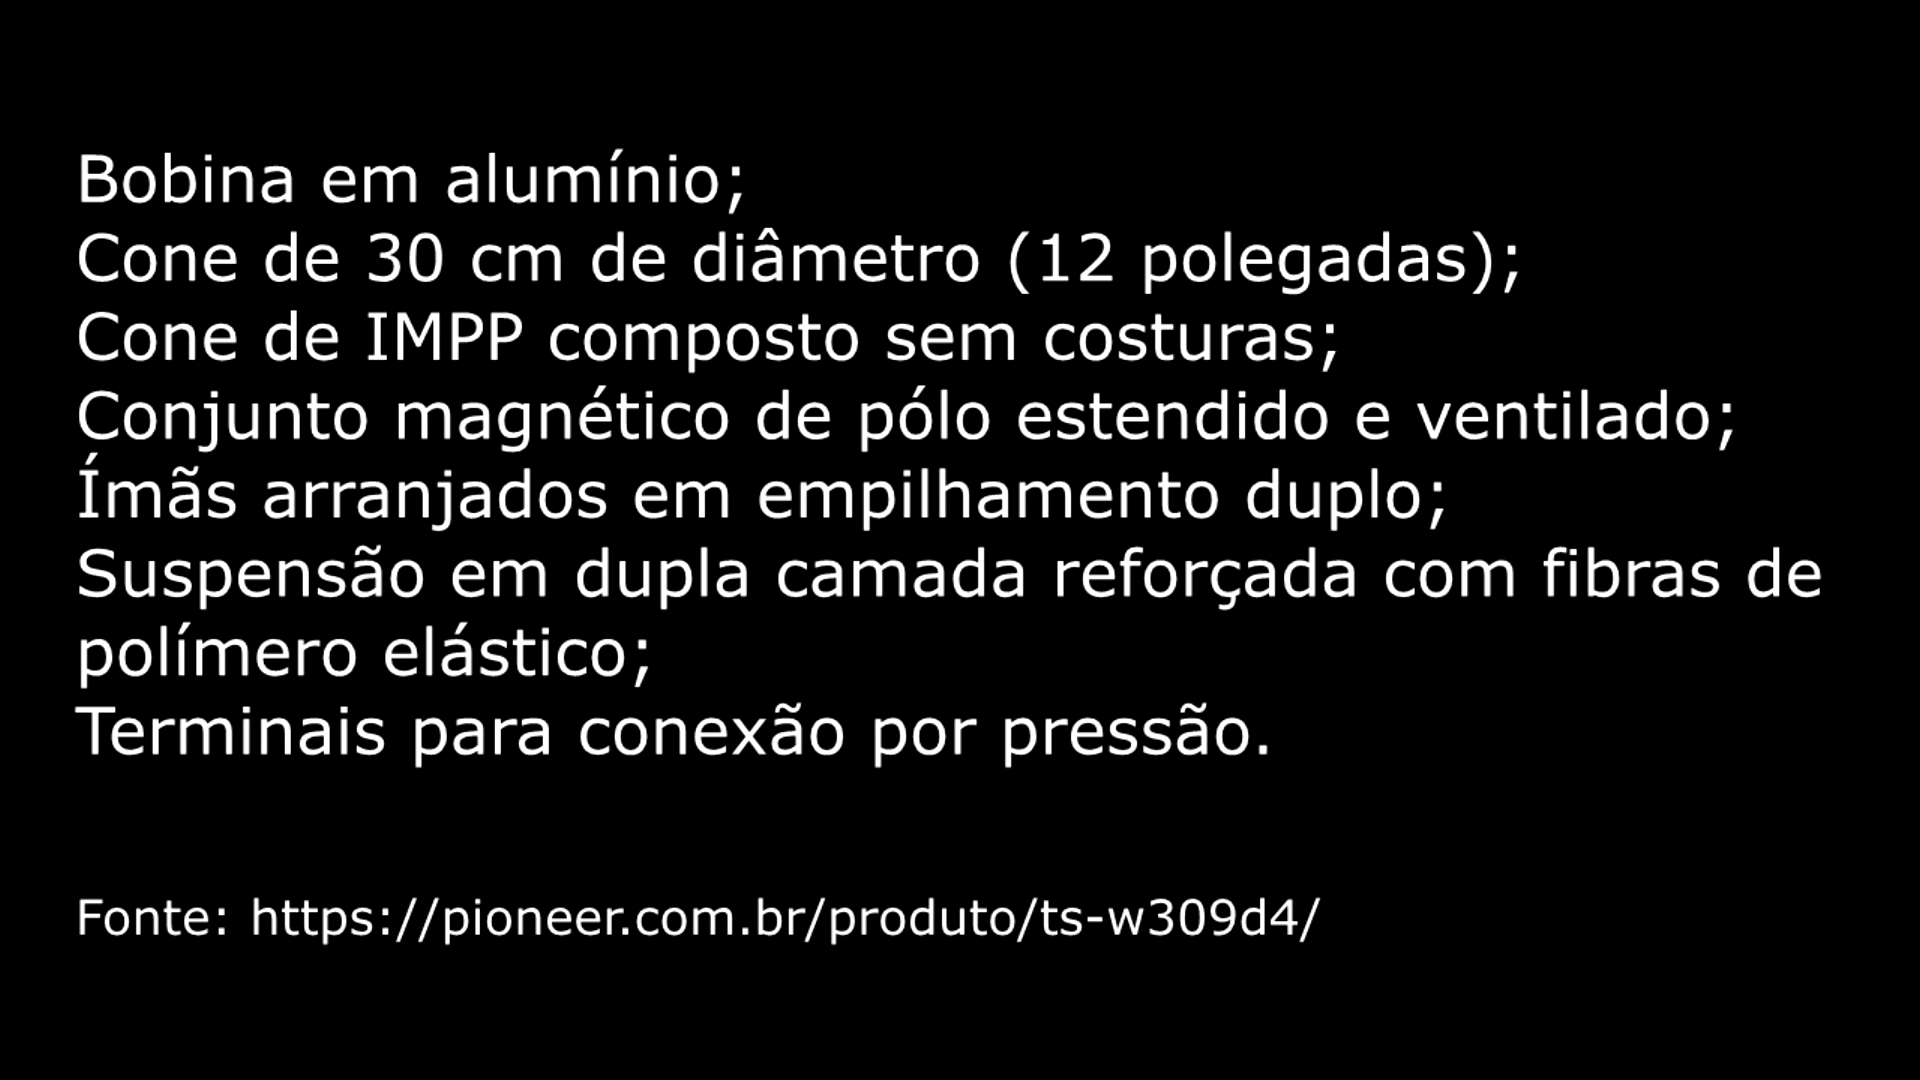 Bobina em alumínio;
Cone de 30 cm de diâmetro (12 polegadas);
Cone de IMPP composto sem costuras;
Conjunto magnético de pólo estendido e ventilado;
Ímãs arranjados em empilhamento duplo;
Suspensão em dupla camada reforçada com fibras de
polímero elástico;
Terminais para conexão por pressão.
Fonte: https://pioneer.com.br/produto/ts-w309d4/